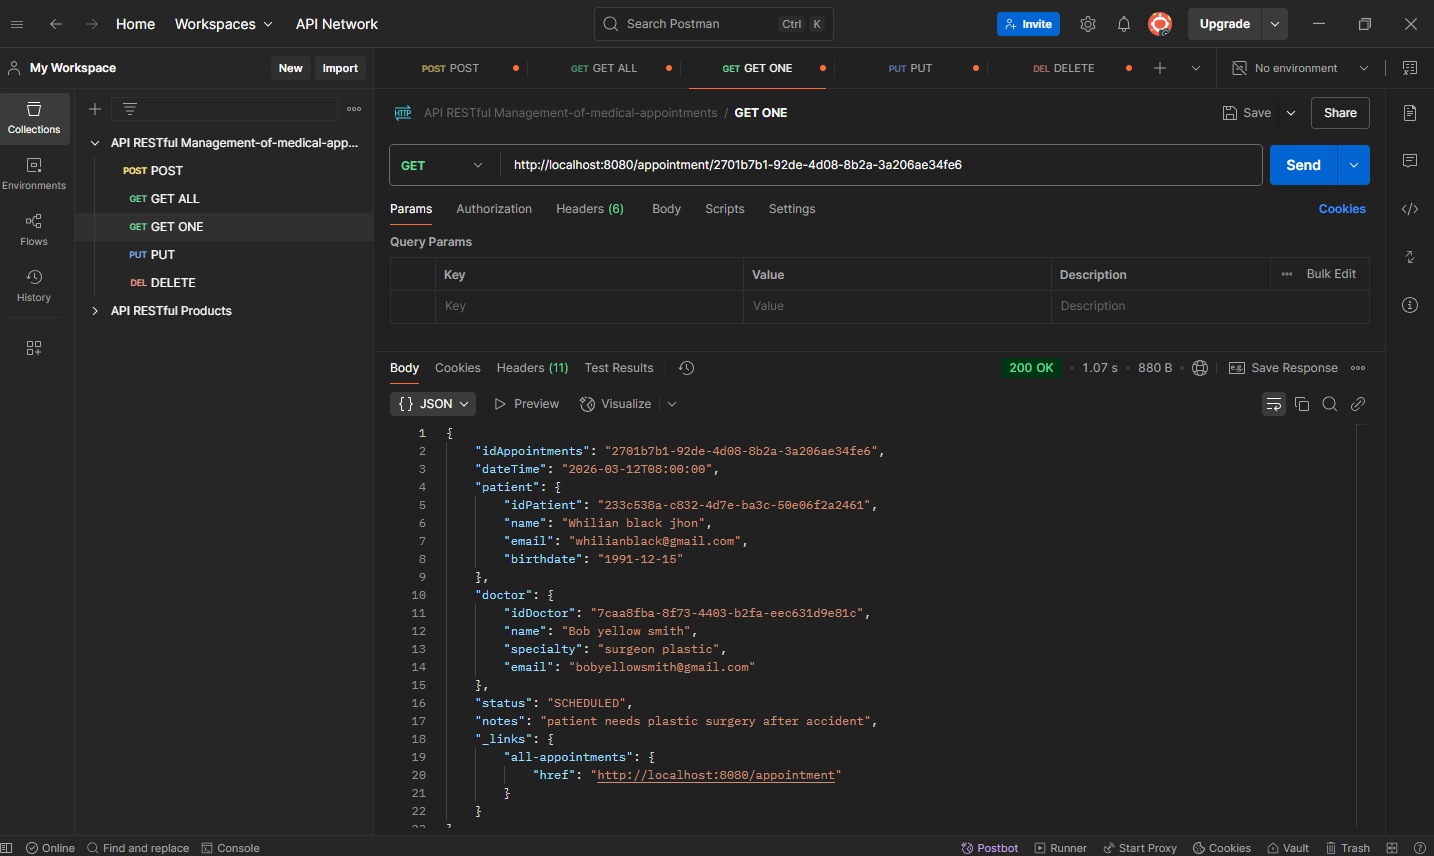 Home Workspaces API Network Search Postman Ctrl K Invite Upgrade
My Workspace New Import POST POST GET GET ALL GET GET ONE PUT PUT DEL DELETE No environment
Collections
Environments
Flows
History
API RESTful Management-of-medical-app...
POST POST
GET GET ALL
GET GET ONE
PUT PUT
DEL DELETE
API RESTful Products
HTTP API RESTful Management-of-medical-appointments / GET ONE Save Share
GET http://localhost:8080/appointment/2701b7b1-92de-4d08-8b2a-3a206ae34fe6 Send
Params Authorization Headers (6) Body Scripts Settings Cookies
Query Params
Key Value Description Bulk Edit
Key Value Description
Body Cookies Headers (11) Test Results 200 OK • 1.07 s • 880 B • e.g. Save Response
{} JSON Preview Visualize
1 {
2 "idAppointments": "2701b7b1-92de-4d08-8b2a-3a206ae34fe6",
3 "dateTime": "2026-03-12T08:00:00",
4 "patient": {
5 "idPatient": "233c538a-c832-4d7e-ba3c-50e06f2a2461",
6 "name": "Whilian black jhon",
7 "email": "whilianblack@gmail.com",
8 "birthdate": "1991-12-15"
9 },
10 "doctor": {
11 "idDoctor": "7caa8fba-8f73-4403-b2fa-eec631d9e81c",
12 "name": "Bob yellow smith",
13 "specialty": "surgeon plastic",
14 "email": "bobyellowsmith@gmail.com"
15 },
16 "status": "SCHEDULED",
17 "notes": "patient needs plastic surgery after accident",
18 "_links": {
19 "all-appointments": {
20 "href": "http://localhost:8080/appointment"
21 }
22 }
Online Find and replace Console Postbot Runner Start Proxy Cookies Vault Trash